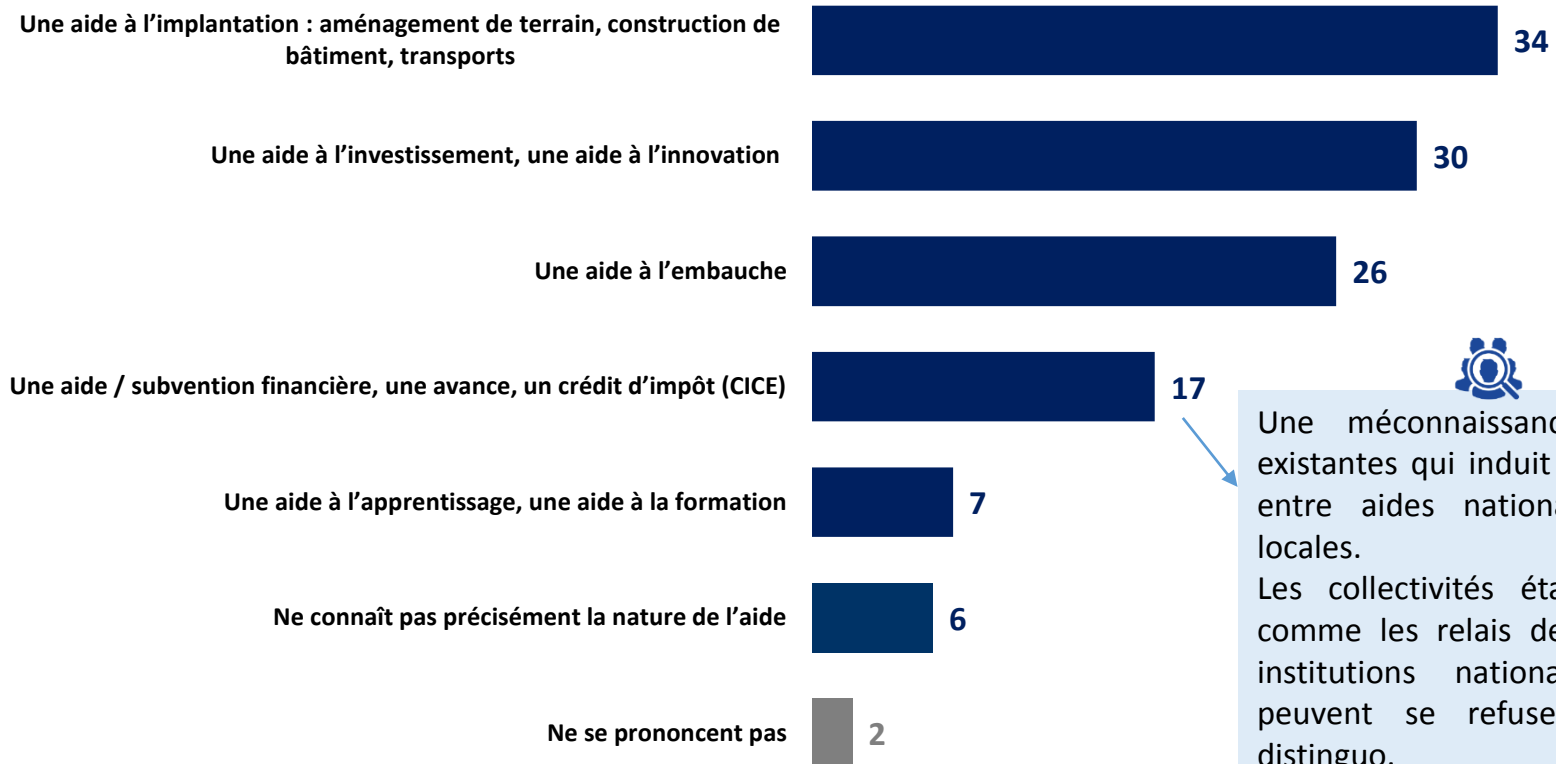 Une aide à l’implantation : aménagement de terrain, construction de
bâtiment, transports
34
Une aide à l’investissement, une aide à l’innovation
30
Une aide à l’embauche
26
Une aide / subvention financière, une avance, un crédit d’impôt (CICE)
17
Une aide à l’apprentissage, une aide à la formation
7
Ne connaît pas précisément la nature de l’aide
6
Ne se prononcent pas
2
Une
existantes qui induit
entre aides
locales.
Les collectivités
comme les relais
institutions
peuvent se
distinguo.